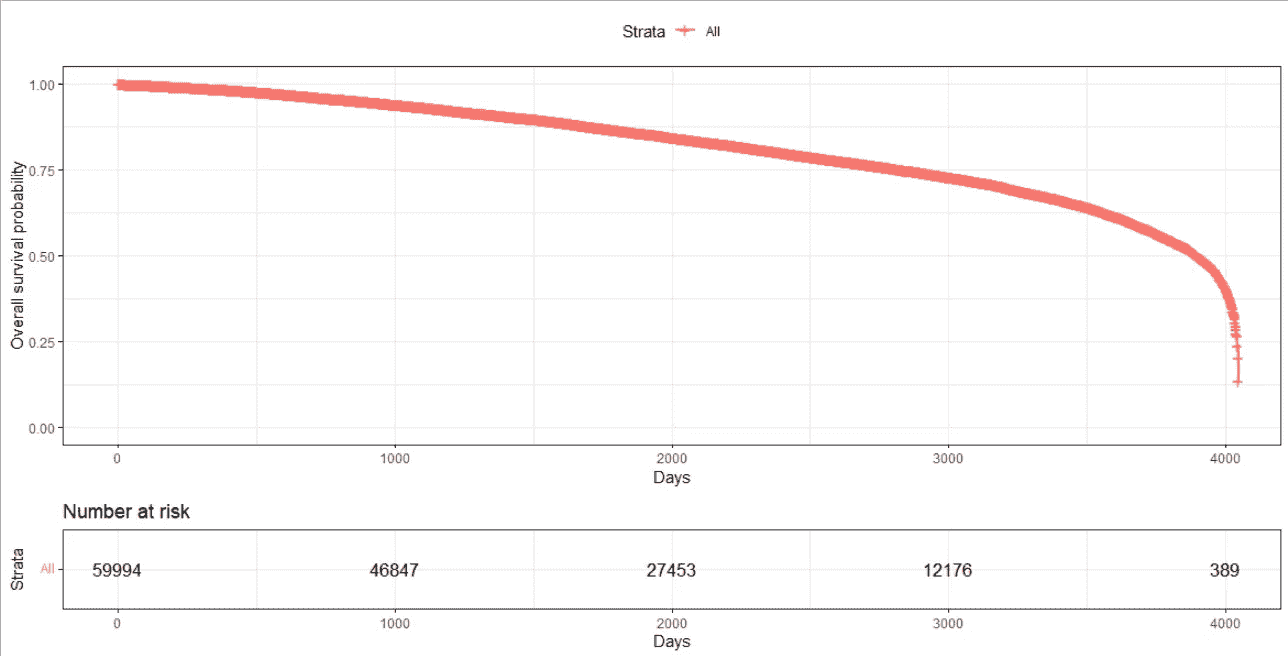 Strata All
1.00
0.75
0.50
0.25
0.00
Overall survival probability
0 1000 2000 3000 4000
Days
Number at risk
Strata
All 59994 46847 27453 12176 389
0 1000 2000 3000 4000
Days